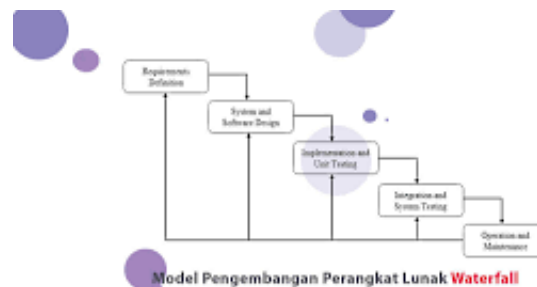 Requirements
Definition
System and
Software Design
Implementation and
Unit Testing
Integration and
System Testing
Operation and
Maintenance
Model Pengembangan Perangkat Lunak Waterfall